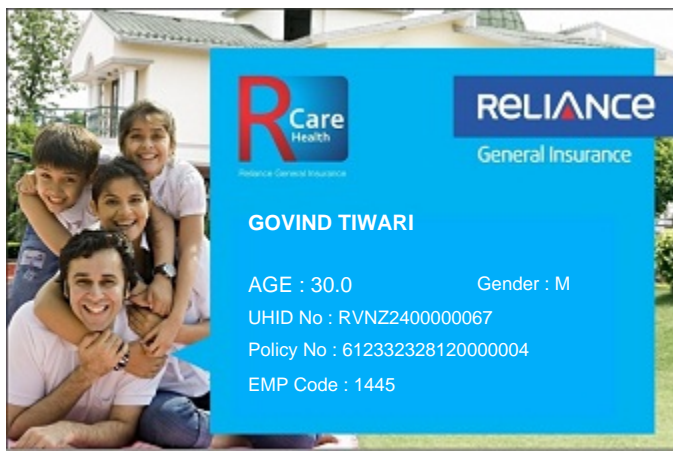 RCare
Health
Reliance General Insurance
RELIANCE
General Insurance
GOVIND TIWARI
AGE : 30.0 Gender : M
UHID No : RVNZ2400000067
Policy No : 612332328120000004
EMP Code : 1445